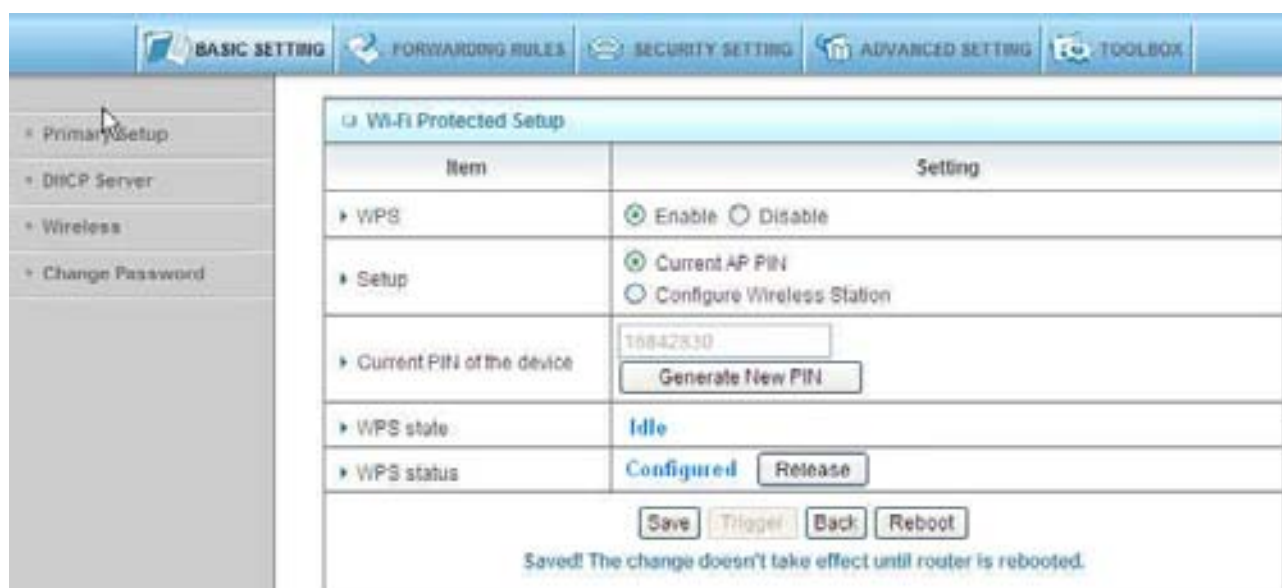 BASIC SETTING FORWARDING RULES SECURITY SETTING ADVANCED SETTING TOOLBOX
Primary Setup
DHCP Server
Wireless
Change Password
Wi-Fi Protected Setup
Item Setting
WPS Enable Disable
Setup Current AP PIN
Configure Wireless Station
Current PIN of the device 16842830
Generate New PIN
WPS state Idle
WPS status Configured Release
Save Trigger Back Reboot
Saved! The change doesn't take effect until router is rebooted.